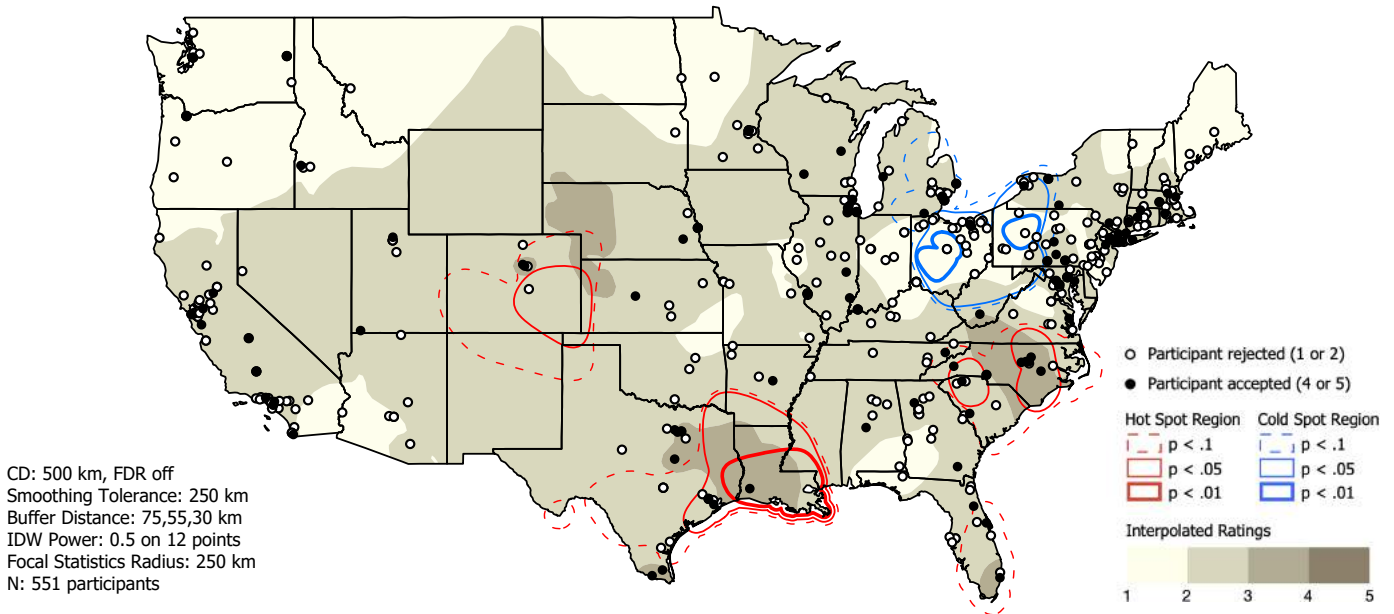 CD: 500 km, FDR off
Smoothing Tolerance: 250 km
Buffer Distance: 75,55,30 km
IDW Power: 0.5 on 12 points
Focal Statistics Radius: 250 km
N: 551 participants
Participant rejected (1 or 2)
Participant accepted (4 or 5)
Hot Spot Region
p < .1
p < .05
p < .01
Cold Spot Region
p < .1
p < .05
p < .01
Interpolated Ratings
1 2 3 4 5